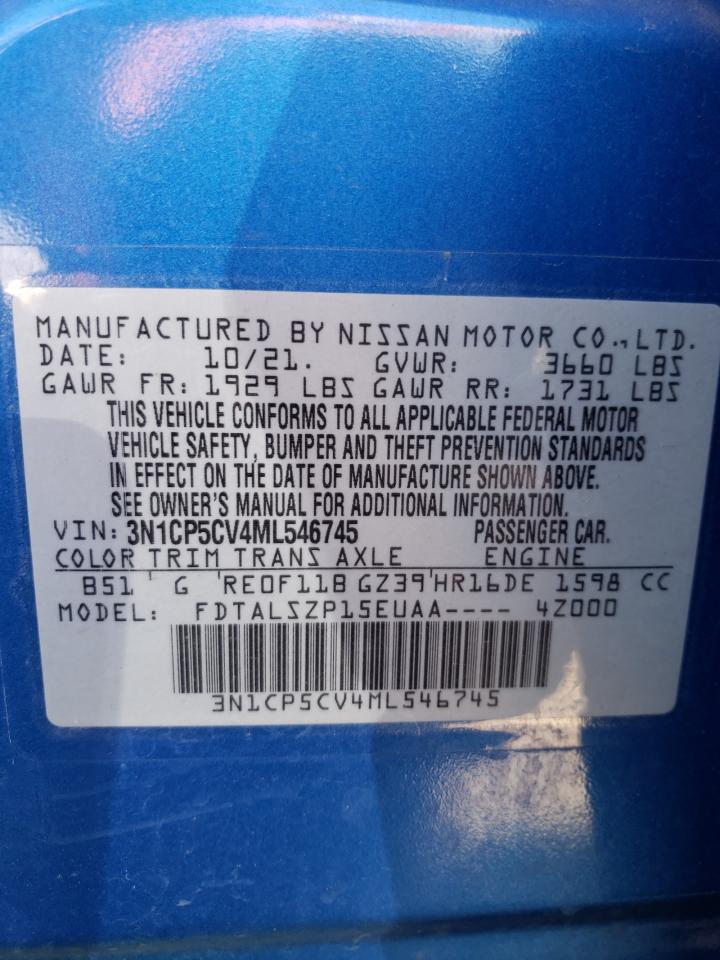 MANUFACTURED BY NISSAN MOTOR CO., LTD.
DATE: 10/21. GVWR: 3660 LBS
GAWR FR: 1929 LBS GAWR RR: 1731 LBS
THIS VEHICLE CONFORMS TO ALL APPLICABLE FEDERAL MOTOR
VEHICLE SAFETY, BUMPER AND THEFT PREVENTION STANDARDS
IN EFFECT ON THE DATE OF MANUFACTURE SHOWN ABOVE.
SEE OWNER'S MANUAL FOR ADDITIONAL INFORMATION.
VIN: 3N1CP5CV4ML546745 PASSENGER CAR.
COLOR TRIM TRANS AXLE ENGINE
B51 ' G ' RE0F11B GZ39 ' HR16DE 1598 CC
MODEL: FDTALSZP15EUAA---- 4Z000
3N1CP5CV4ML546745